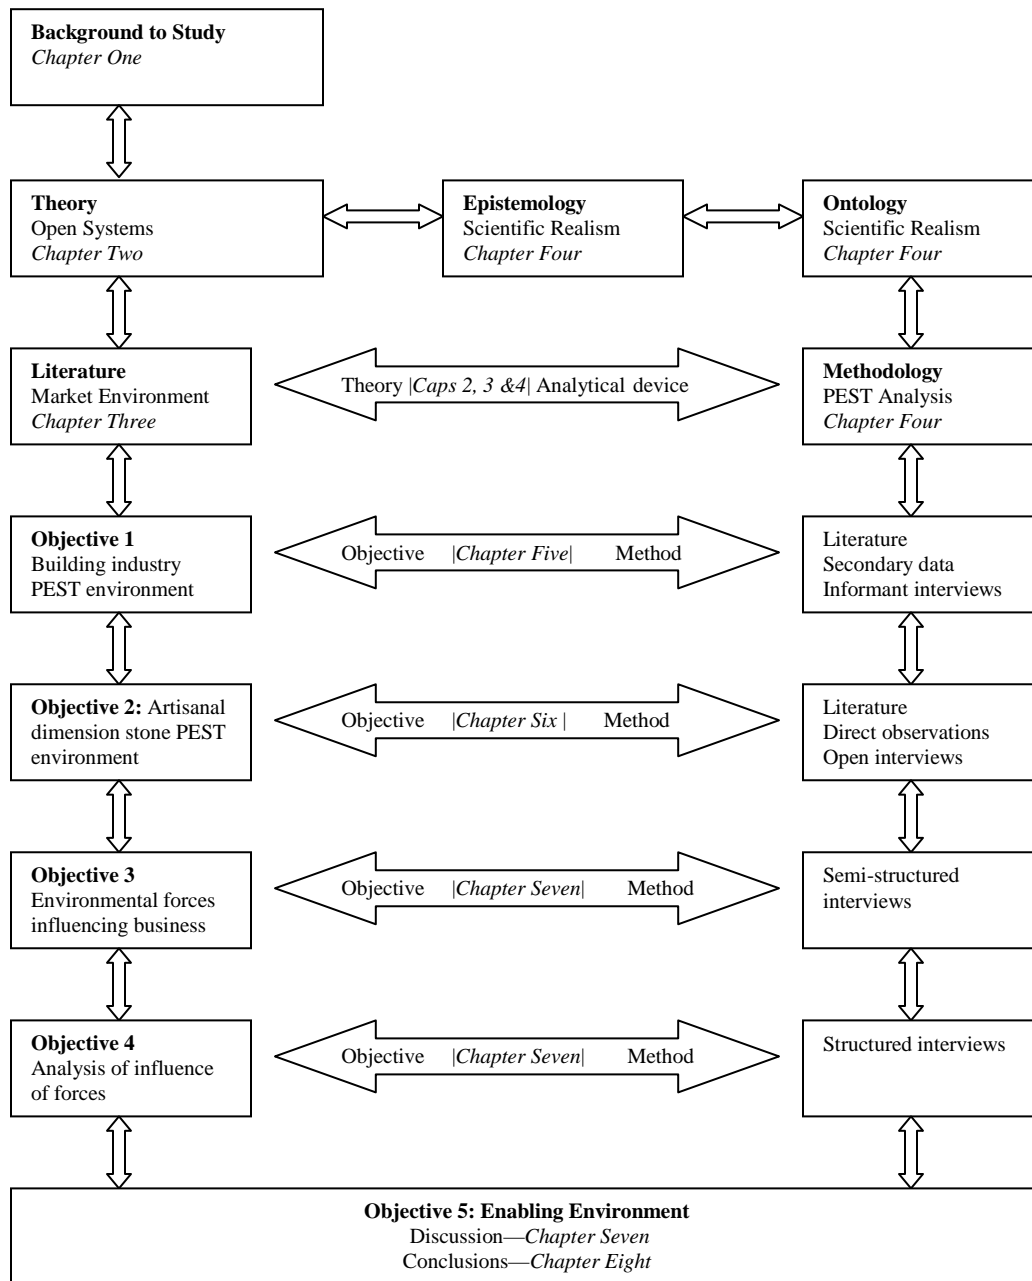 Background to Study
Chapter One
Theory
Open Systems
Chapter Two
Epistemology
Scientific Realism
Chapter Four
Ontology
Scientific Realism
Chapter Four
Literature
Market Environment
Chapter Three
Theory |Caps 2, 3 &4| Analytical device
Methodology
PEST Analysis
Chapter Four
Objective 1
Building industry
PEST environment
Objective |Chapter Five| Method
Literature
Secondary data
Informant interviews
Objective 2: Artisanal
dimension stone PEST
environment
Objective |Chapter Six | Method
Literature
Direct observations
Open interviews
Objective 3
Environmental forces
influencing business
Objective |Chapter Seven| Method
Semi-structured
interviews
Objective 4
Analysis of influence
of forces
Objective |Chapter Seven| Method
Structured interviews
Objective 5: Enabling Environment
Discussion—Chapter Seven
Conclusions—Chapter Eight